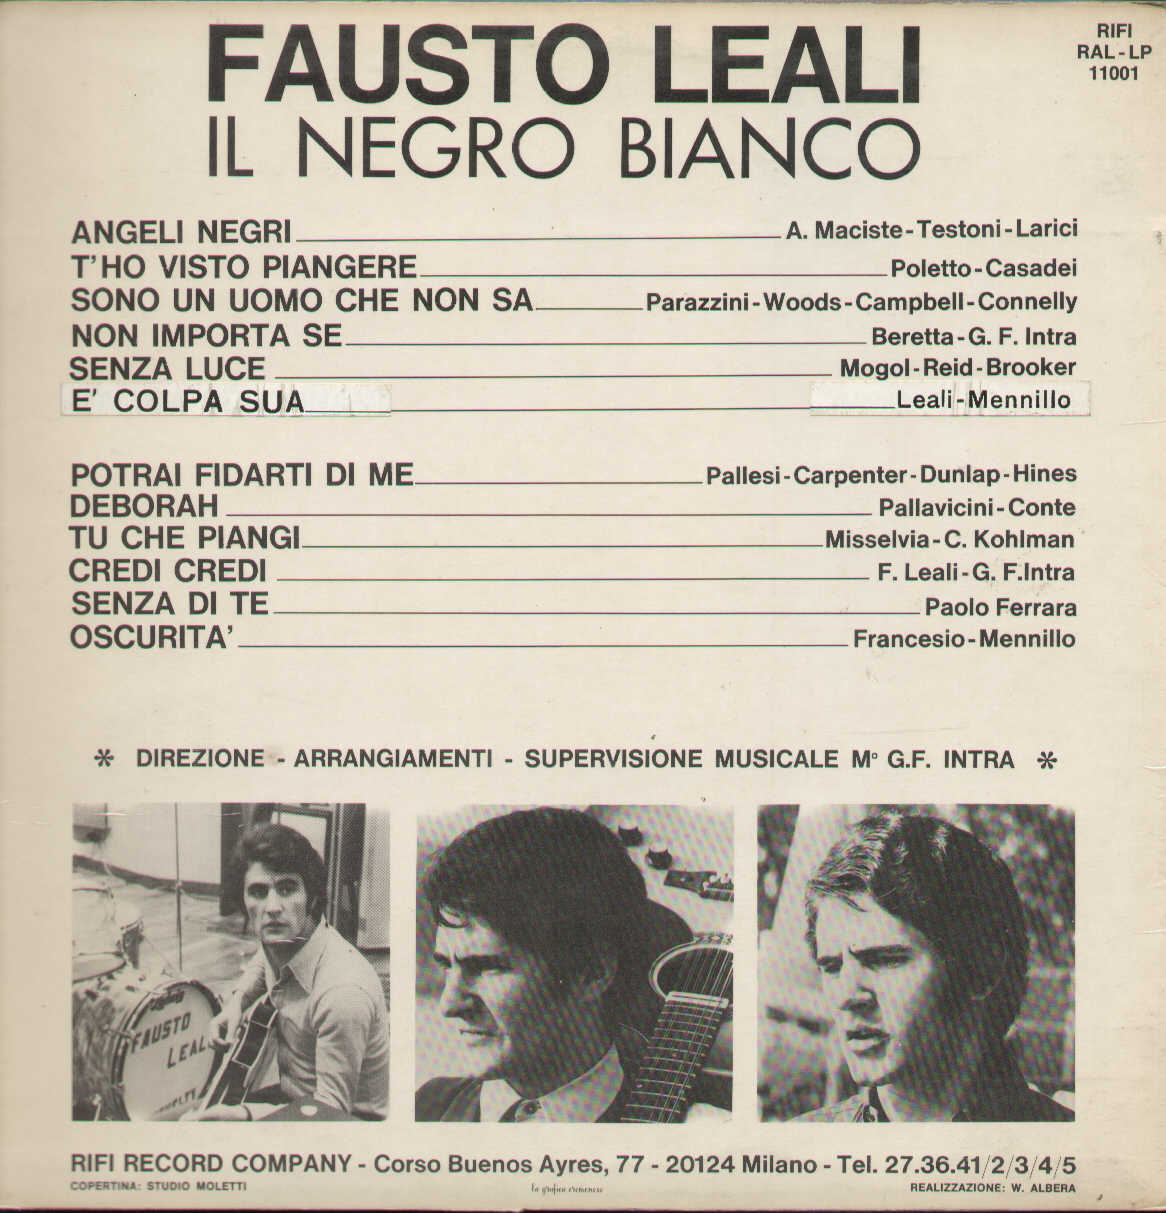 FAUSTO LEALI
IL NEGRO BIANCO
RIFI
RAL-LP
11001
ANGELI NEGRI A. Maciste-Testoni-Larici
T'HO VISTO PIANGERE Poletto-Casadei
SONO UN UOMO CHE NON SA Parazzini-Woods-Campbell-Connelly
NON IMPORTA SE Beretta-G. F. Intra
SENZA LUCE Mogol-Reid-Brooker
E' COLPA SUA Leali-Mennillo
POTRAI FIDARTI DI ME Pallesi-Carpenter-Dunlap-Hines
DEBORAH Pallavicini-Conte
TU CHE PIANGI Misselvia-C. Kohlman
CREDI CREDI F. Leali-G. F.Intra
SENZA DI TE Paolo Ferrara
OSCURITA' Francesio-Mennillo
* DIREZIONE - ARRANGIAMENTI - SUPERVISIONE MUSICALE M° G.F. INTRA *
FAUSTO
LEALI
RIFI RECORD COMPANY - Corso Buenos Ayres, 77 - 20124 Milano - Tel. 27.36.41/2/3/4/5
COPERTINA: STUDIO MOLETTI
la grafica cremonese
REALIZZAZIONE: W. ALBERA